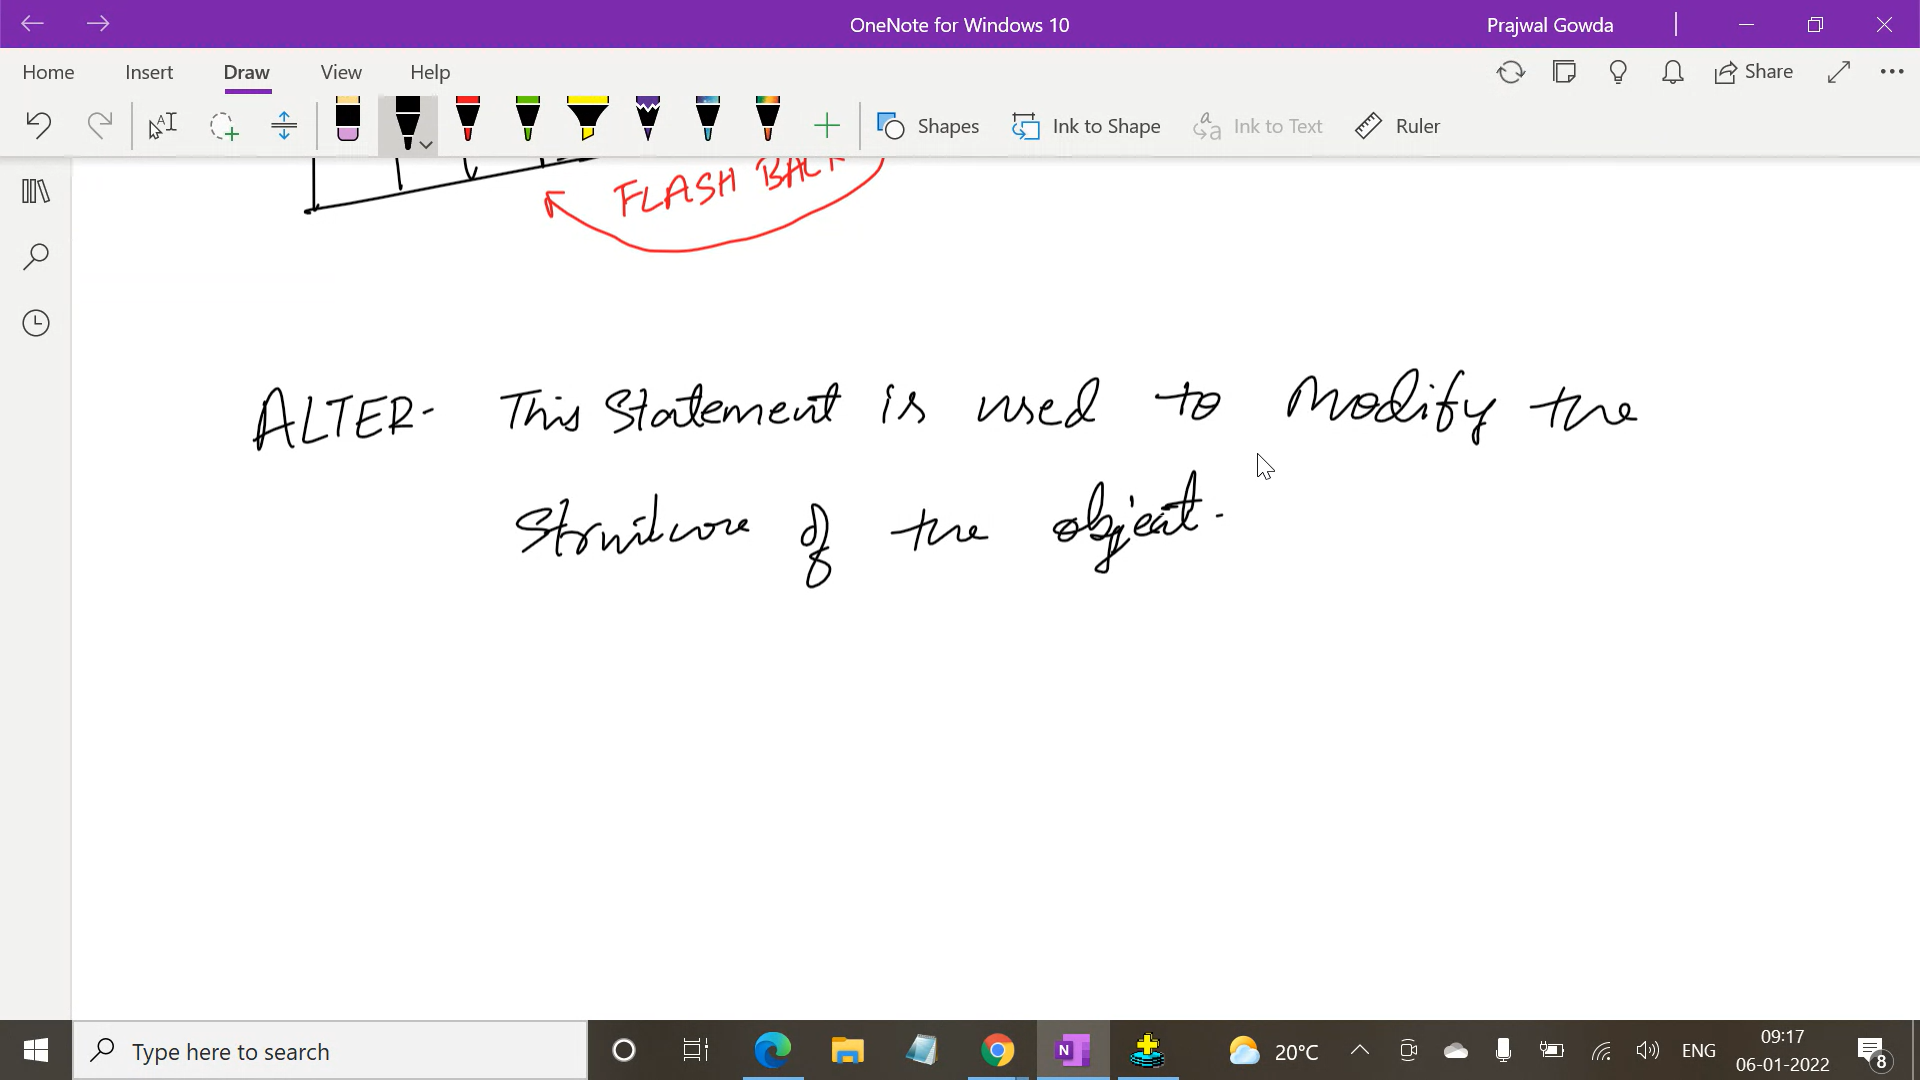 OneNote for Windows 10
Prajwal Gowda
Home Insert Draw View Help
Share
Shapes Ink to Shape Ink to Text Ruler
FLASH BACK
ALTER- This Statement is used to Modify the
Structure of the object.
Type here to search
20°C
ENG
09:17
06-01-2022
8